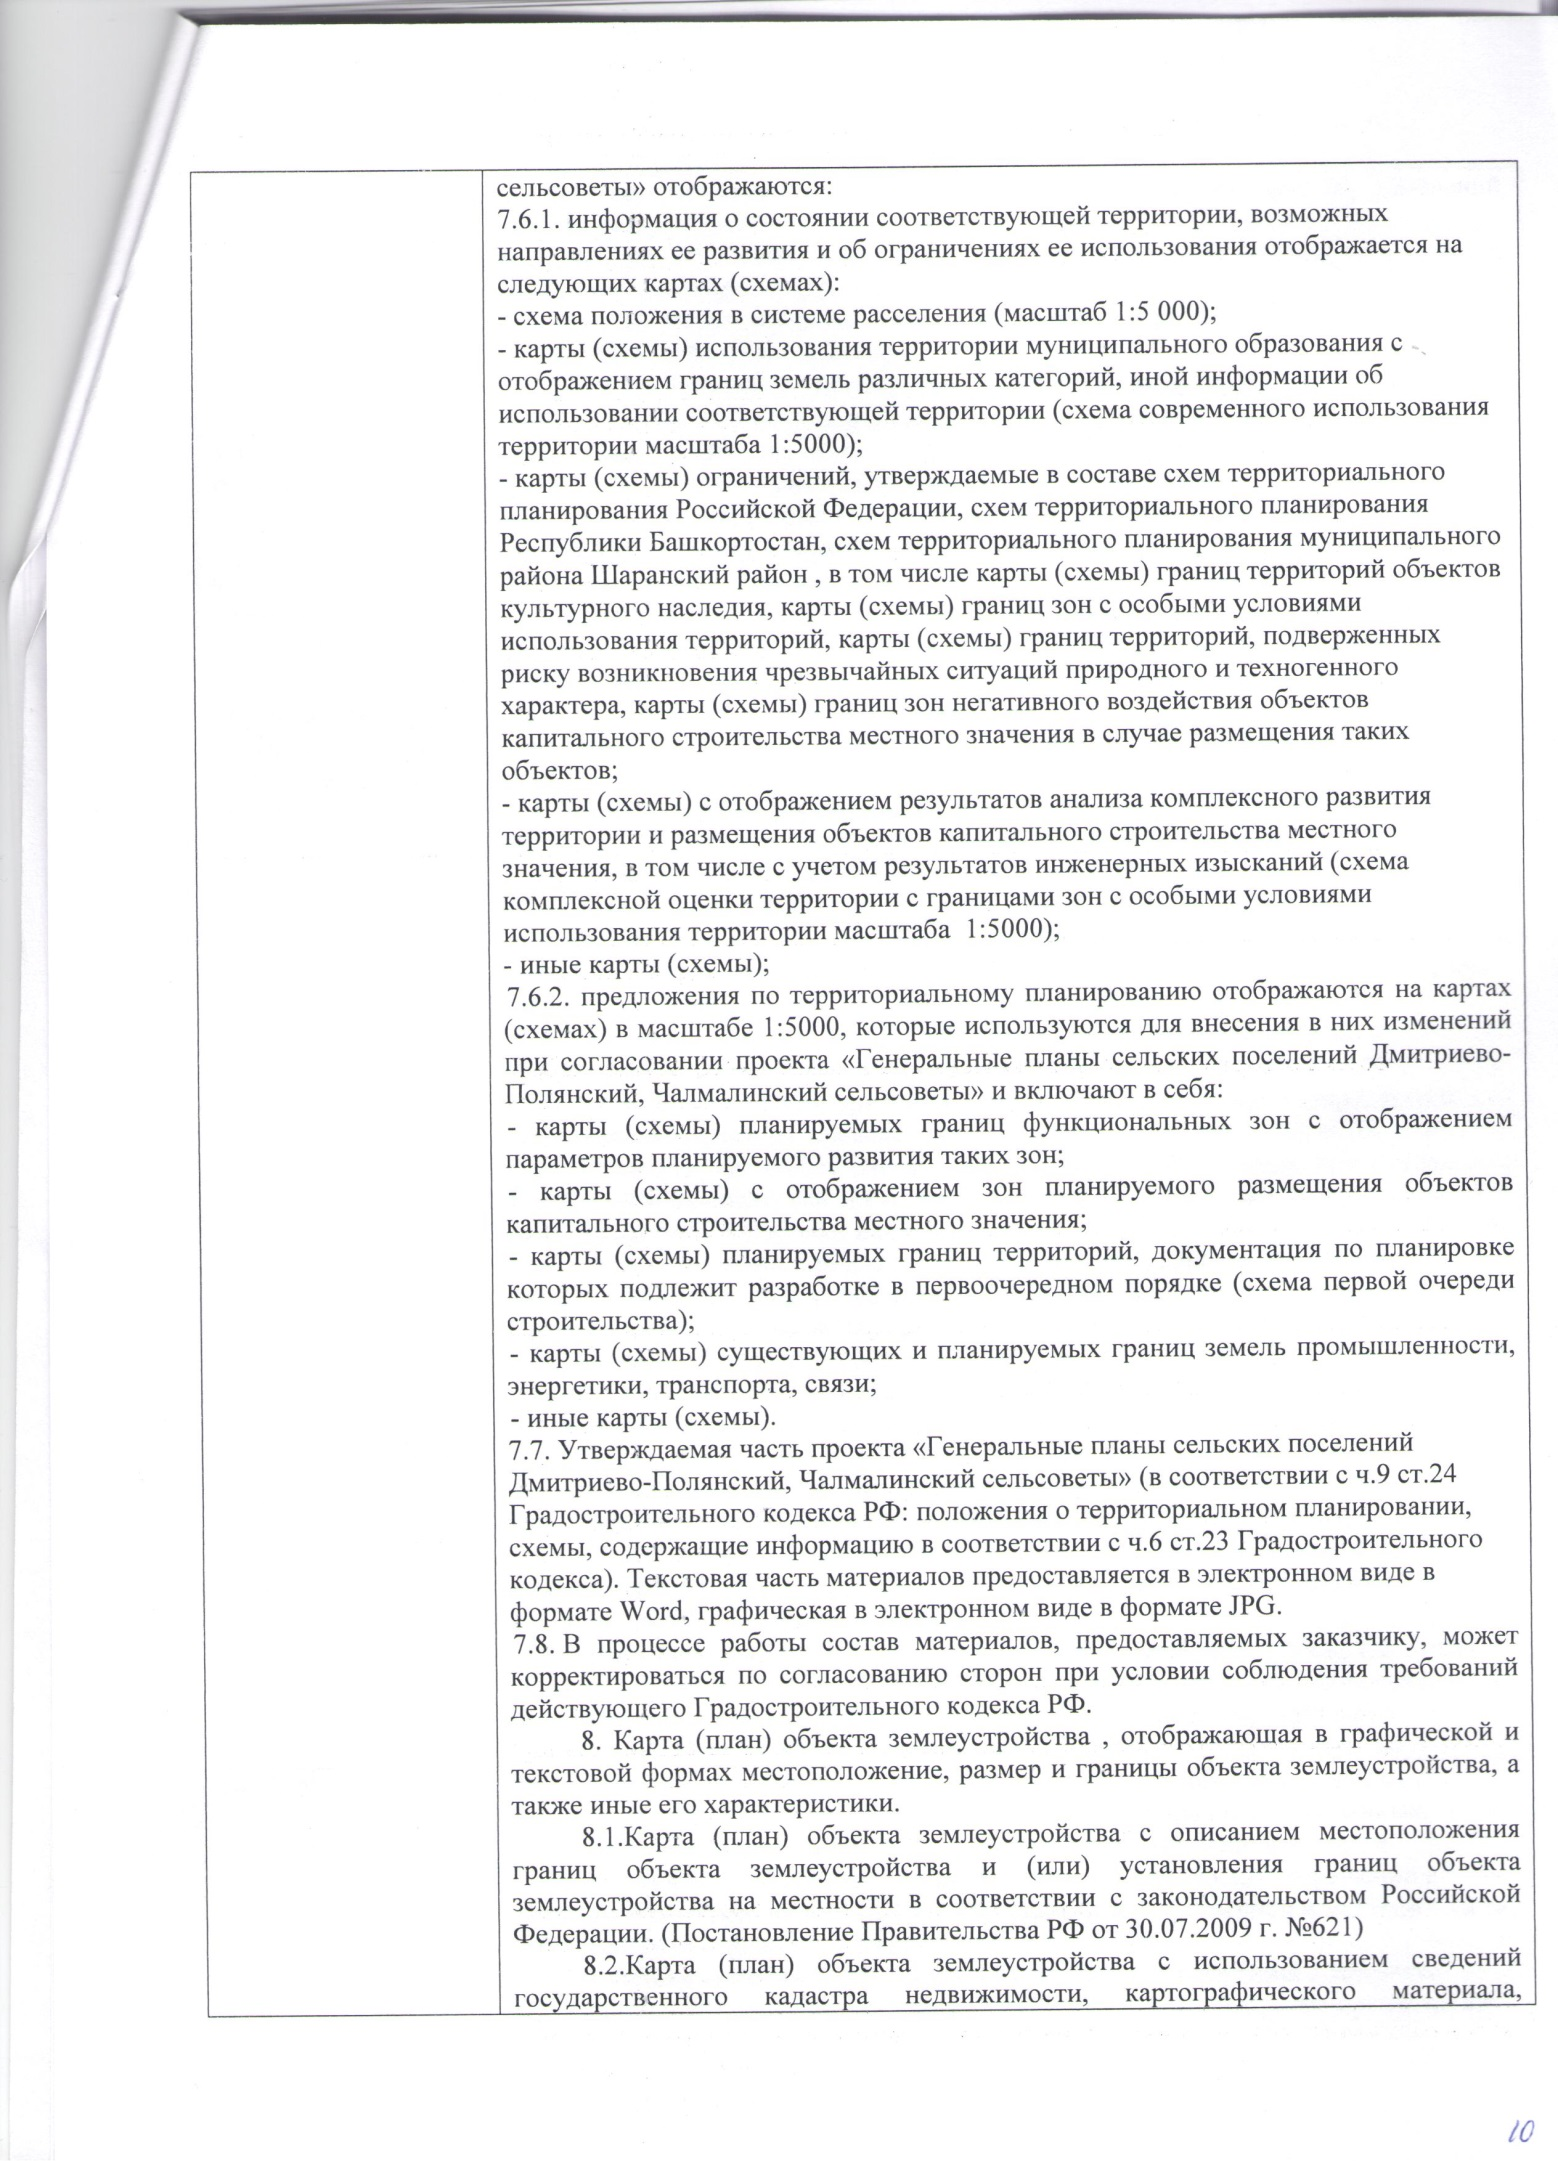 сельсоветы» отображаются:
7.6.1. информация о состоянии соответствующей территории, возможных
направлениях ее развития и об ограничениях ее использования отображается на
следующих картах (схемах):
- схема положения в системе расселения (масштаб 1:5 000);
- карты (схемы) использования территории муниципального образования с
отображением границ земель различных категорий, иной информации об
использовании соответствующей территории (схема современного использования
территории масштаба 1:5000);
- карты (схемы) ограничений, утверждаемые в составе схем территориального
планирования Российской Федерации, схем территориального планирования
Республики Башкортостан, схем территориального планирования муниципального
района Шаранский район , в том числе карты (схемы) границ территорий объектов
культурного наследия, карты (схемы) границ зон с особыми условиями
использования территорий, карты (схемы) границ территорий, подверженных
риску возникновения чрезвычайных ситуаций природного и техногенного
характера, карты (схемы) границ зон негативного воздействия объектов
капитального строительства местного значения в случае размещения таких
объектов;
- карты (схемы) с отображением результатов анализа комплексного развития
территории и размещения объектов капитального строительства местного
значения, в том числе с учетом результатов инженерных изысканий (схема
комплексной оценки территории с границами зон с особыми условиями
использования территории масштаба  1:5000);
- иные карты (схемы);
7.6.2. предложения по территориальному планированию отображаются на картах
(схемах) в масштабе 1:5000, которые используются для внесения в них изменений
при согласовании проекта «Генеральные планы сельских поселений Дмитриево-
Полянский, Чалмалинский сельсоветы» и включают в себя:
- карты (схемы) планируемых границ функциональных зон с отображением
параметров планируемого развития таких зон;
- карты (схемы) с отображением зон планируемого размещения объектов
капитального строительства местного значения;
- карты (схемы) планируемых границ территорий, документация по планировке
которых подлежит разработке в первоочередном порядке (схема первой очереди
строительства);
- карты (схемы) существующих и планируемых границ земель промышленности,
энергетики, транспорта, связи;
- иные карты (схемы).
7.7. Утверждаемая часть проекта «Генеральные планы сельских поселений
Дмитриево-Полянский, Чалмалинский сельсоветы» (в соответствии с ч.9 ст.24
Градостроительного кодекса РФ: положения о территориальном планировании,
схемы, содержащие информацию в соответствии с ч.6 ст.23 Градостроительного
кодекса). Текстовая часть материалов предоставляется в электронном виде в
формате Word, графическая в электронном виде в формате JPG.
7.8. В процессе работы состав материалов, предоставляемых заказчику, может
корректироваться по согласованию сторон при условии соблюдения требований
действующего Градостроительного кодекса РФ.
8. Карта (план) объекта землеустройства , отображающая в графической и
текстовой формах местоположение, размер и границы объекта землеустройства, а
также иные его характеристики.
8.1.Карта (план) объекта землеустройства с описанием местоположения
границ объекта землеустройства и (или) установления границ объекта
землеустройства на местности в соответствии с законодательством Российской
Федерации. (Постановление Правительства РФ от 30.07.2009 г. №621)
8.2.Карта (план) объекта землеустройства с использованием сведений
государственного кадастра недвижимости, картографического материала,
10